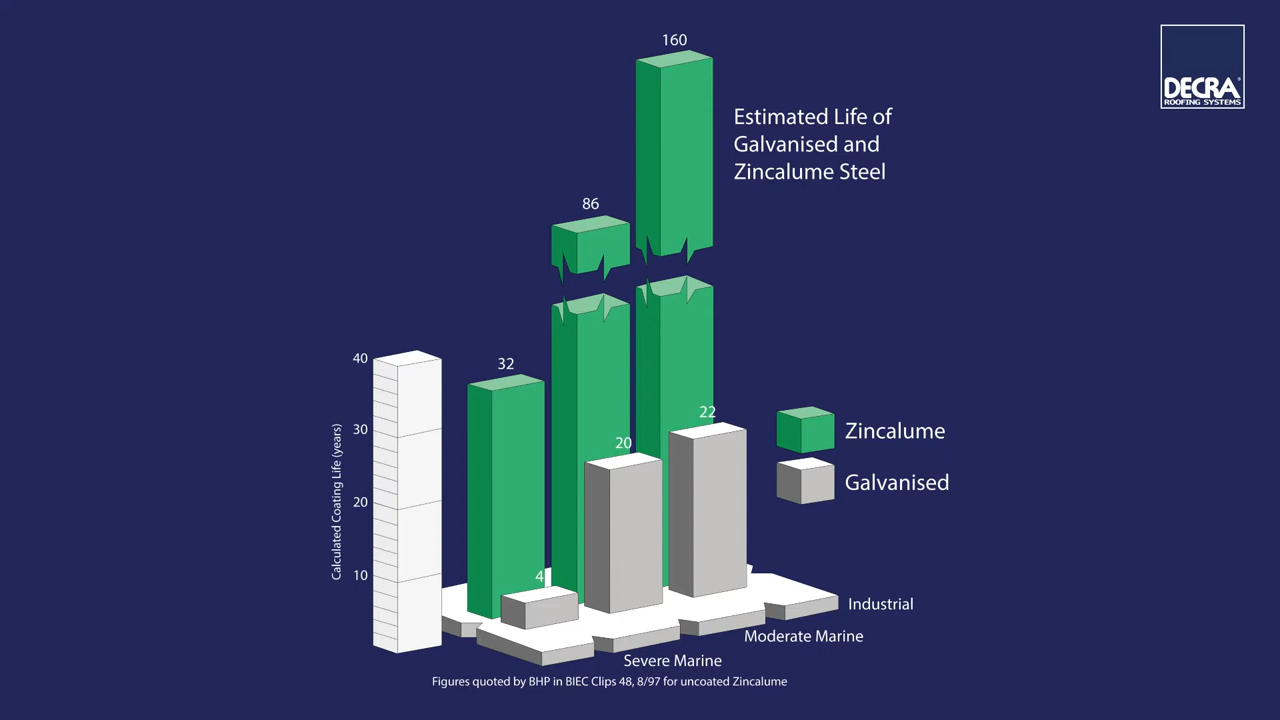 160
DECRA®
ROOFING SYSTEMS
Estimated Life of
Galvanised and
Zincalume Steel
86
40
32
30
22
20
20
10
4
Calculated Coating Life (years)
Zincalume
Galvanised
Industrial
Moderate Marine
Severe Marine
Figures quoted by BHP in BIEC Clips 48, 8/97 for uncoated Zincalume